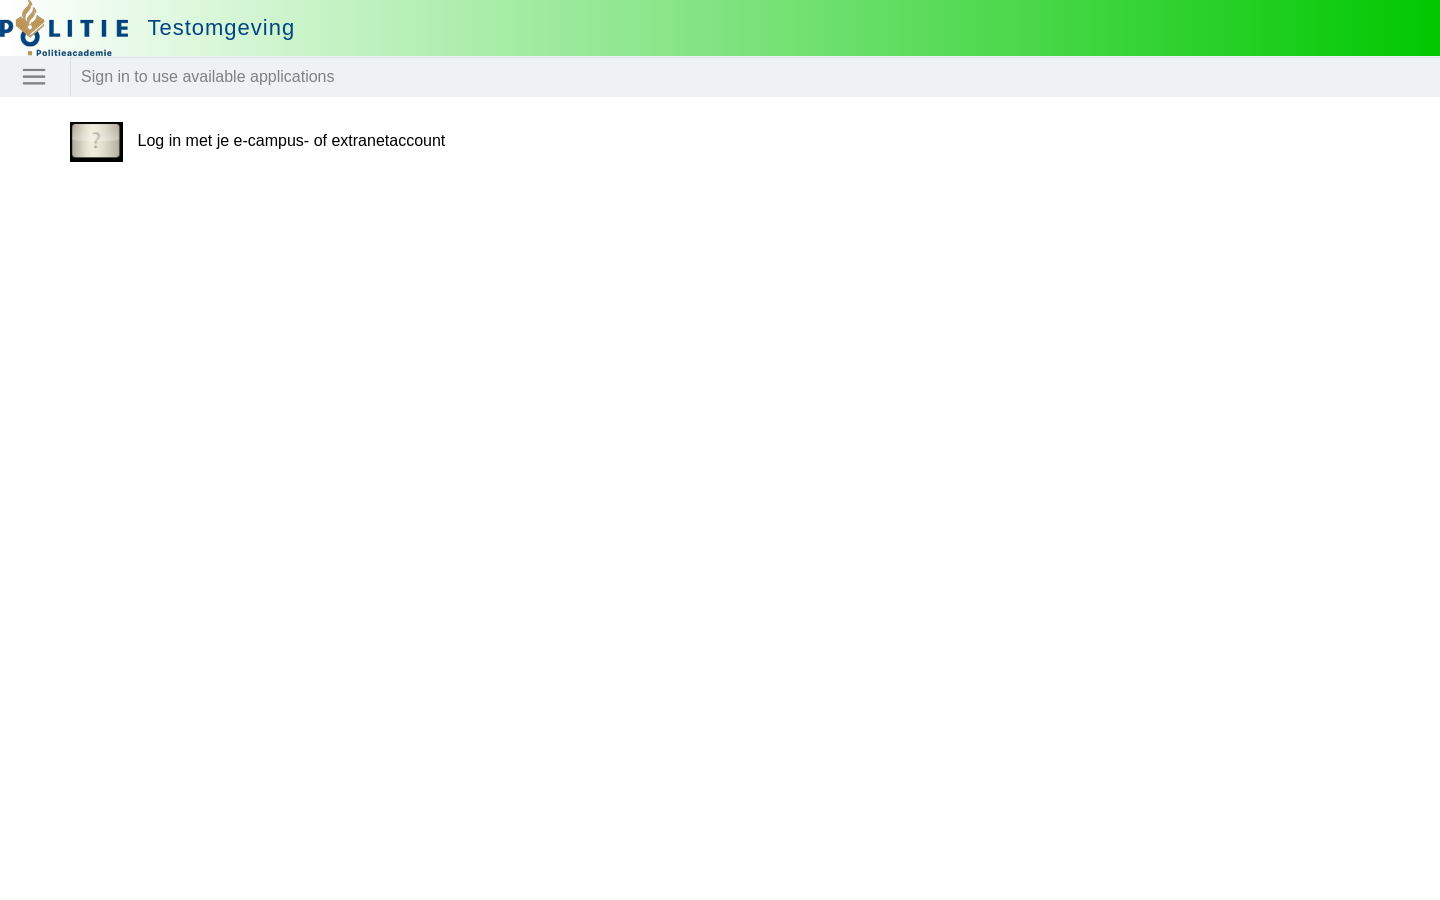 POLITIE
Politieacademie
Testomgeving
Sign in to use available applications
?
Log in met je e-campus- of extranetaccount